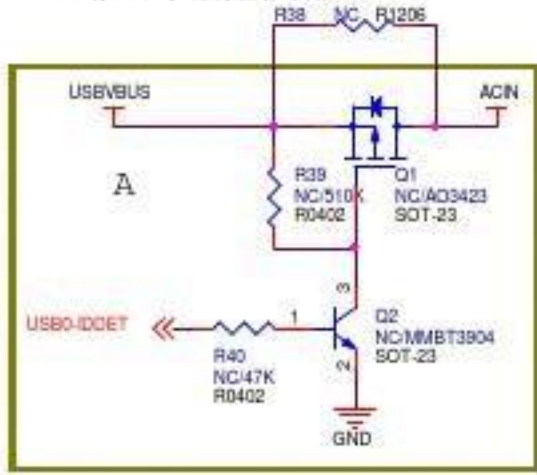 R38 NC R1206
USBVBUS
ACIN
A
R39
NC/510K
R0402
Q1
NC/AO3423
SOT-23
3
USB0-IDDET
1
Q2
NC/MMBT3904
SOT-23
R40
NC/47K
R0402
2
GND